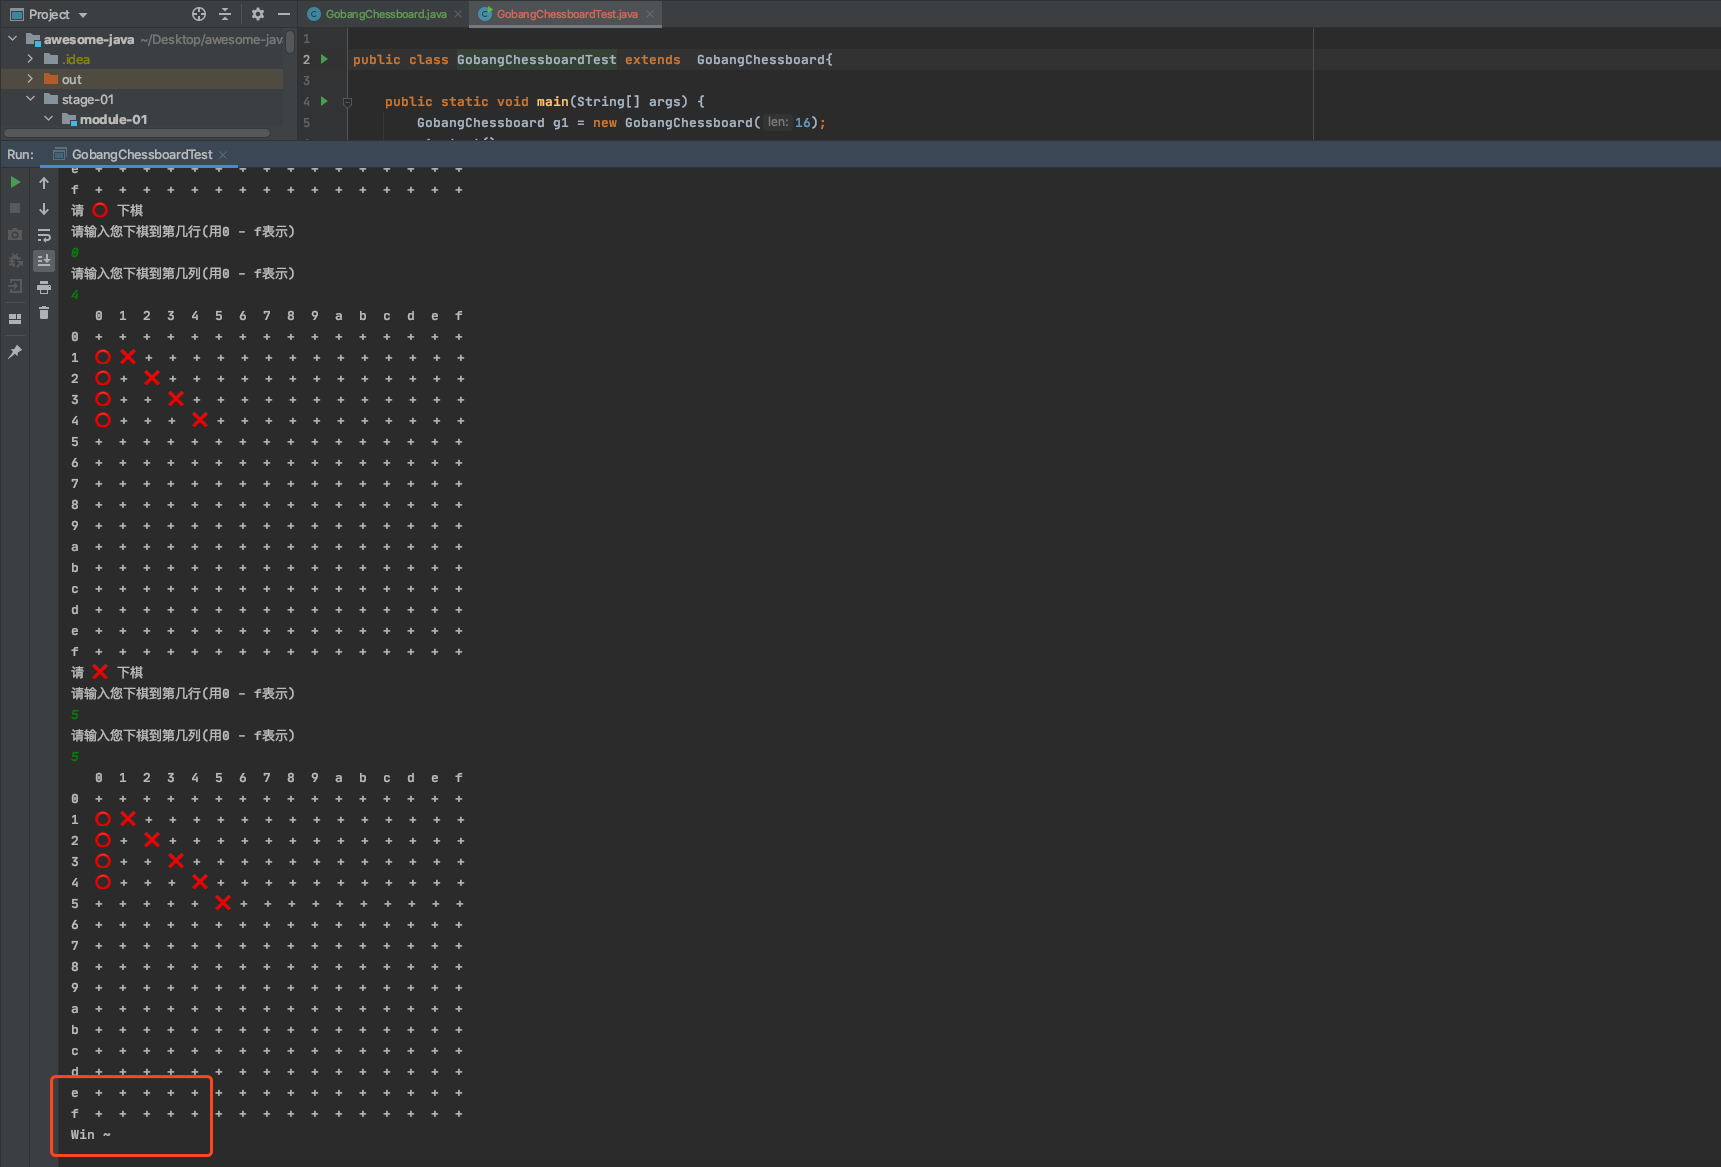 Project
GobangChessboard.java
GobangChessboardTest.java
awesome-java ~/Desktop/awesome-jav
.idea
out
stage-01
module-01
1
2 public class GobangChessboardTest extends GobangChessboard{
3
4 public static void main(String[] args) {
5 GobangChessboard g1 = new GobangChessboard( len: 16);
Run: GobangChessboardTest
e + + + + + + + + + + + + + + + +
f + + + + + + + + + + + + + + + +
请 ⭕ 下棋
请输入您下棋到第几行(用0 - f表示)
0
请输入您下棋到第几列(用0 - f表示)
4
0 1 2 3 4 5 6 7 8 9 a b c d e f
0 + + + + + + + + + + + + + + + +
1 ⭕ ❌ + + + + + + + + + + + + + +
2 ⭕ + ❌ + + + + + + + + + + + + +
3 ⭕ + + ❌ + + + + + + + + + + + +
4 ⭕ + + + ❌ + + + + + + + + + + +
5 + + + + + + + + + + + + + + + +
6 + + + + + + + + + + + + + + + +
7 + + + + + + + + + + + + + + + +
8 + + + + + + + + + + + + + + + +
9 + + + + + + + + + + + + + + + +
a + + + + + + + + + + + + + + + +
b + + + + + + + + + + + + + + + +
c + + + + + + + + + + + + + + + +
d + + + + + + + + + + + + + + + +
e + + + + + + + + + + + + + + + +
f + + + + + + + + + + + + + + + +
请 ❌ 下棋
请输入您下棋到第几行(用0 - f表示)
5
请输入您下棋到第几列(用0 - f表示)
5
0 1 2 3 4 5 6 7 8 9 a b c d e f
0 + + + + + + + + + + + + + + + +
1 ⭕ ❌ + + + + + + + + + + + + + +
2 ⭕ + ❌ + + + + + + + + + + + + +
3 ⭕ + + ❌ + + + + + + + + + + + +
4 ⭕ + + + ❌ + + + + + + + + + + +
5 + + + + + ❌ + + + + + + + + + +
6 + + + + + + + + + + + + + + + +
7 + + + + + + + + + + + + + + + +
8 + + + + + + + + + + + + + + + +
9 + + + + + + + + + + + + + + + +
a + + + + + + + + + + + + + + + +
b + + + + + + + + + + + + + + + +
c + + + + + + + + + + + + + + + +
d + + + + + + + + + + + + + + + +
e + + + + + + + + + + + + + + + +
f + + + + + + + + + + + + + + + +
Win ~